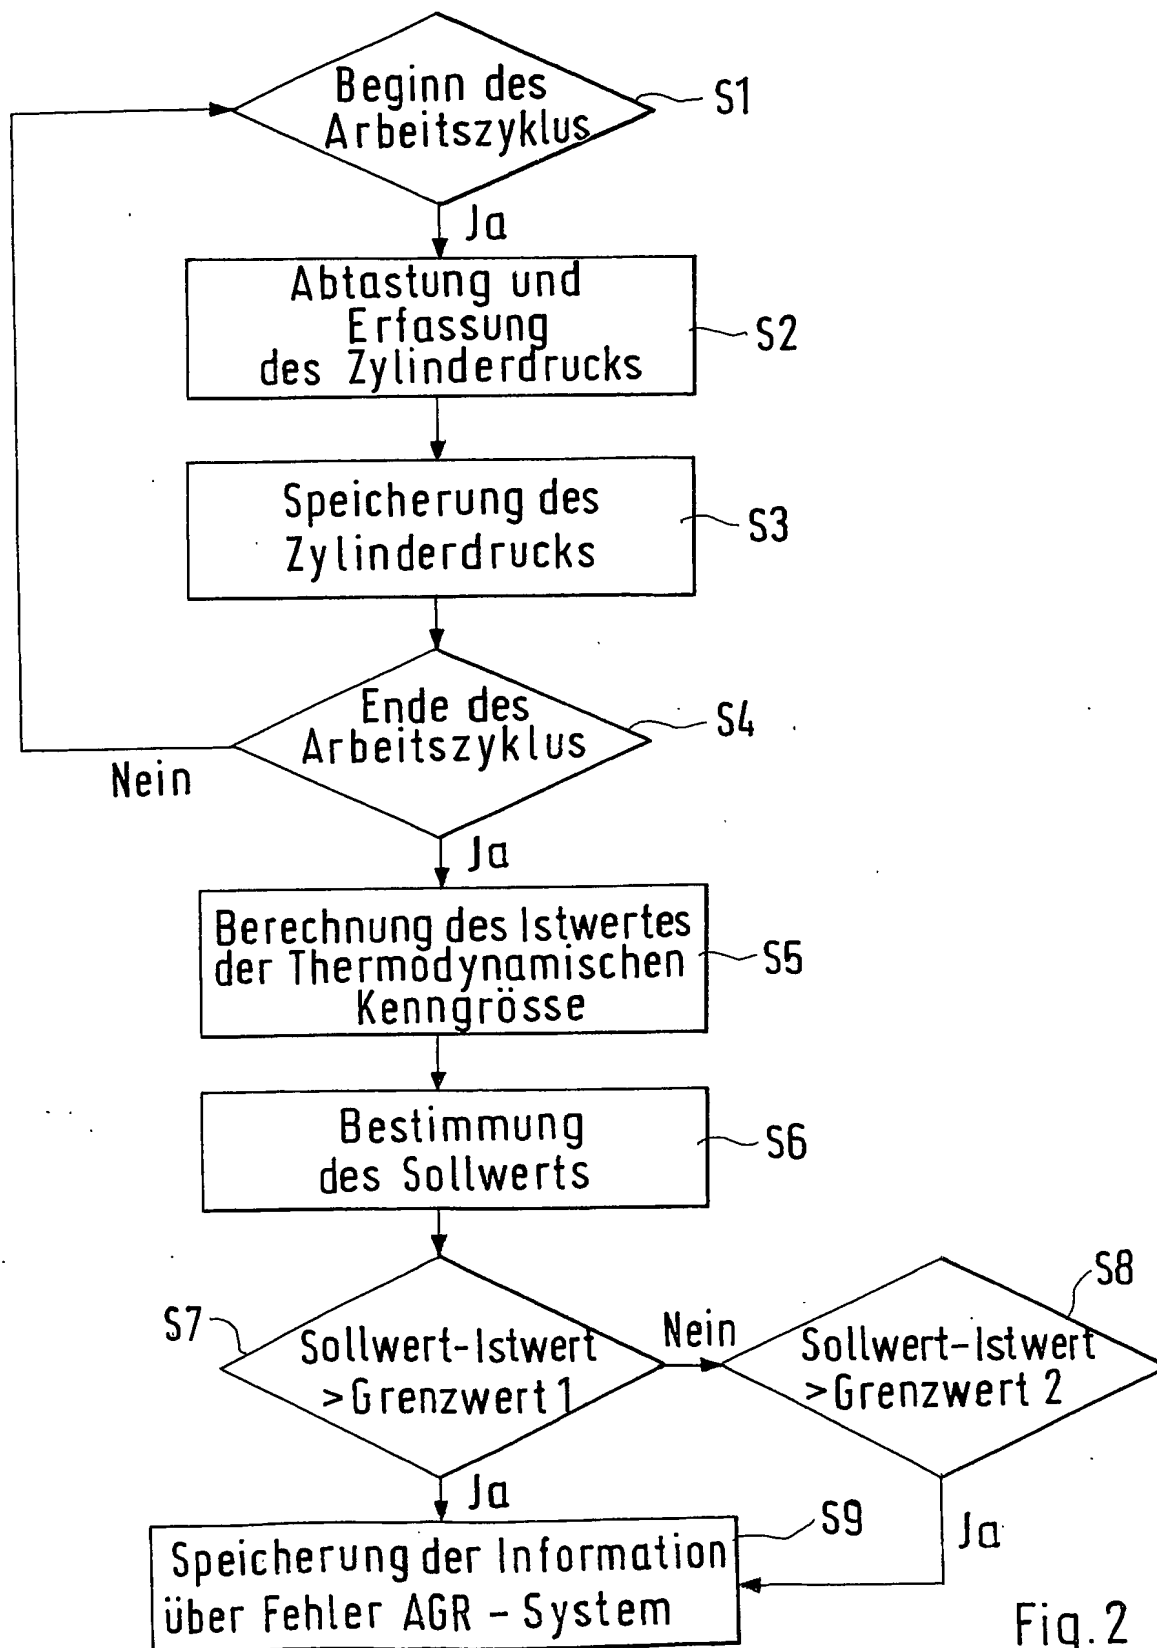 Beginn des
Arbeitszyklus
S1
Ja
Abtastung und
Erfassung
des Zylinderdrucks
S2
Speicherung des
Zylinderdrucks
S3
Ende des
Arbeitszyklus
S4
Nein
Ja
Berechnung des Istwertes
der Thermodynamischen
Kenngrösse
S5
Bestimmung
des Sollwerts
S6
S7
Sollwert-Istwert
>Grenzwert 1
Nein
S8
Sollwert-Istwert
>Grenzwert 2
Ja
Ja
S9
Speicherung der Information
über Fehler AGR - System
Fig. 2